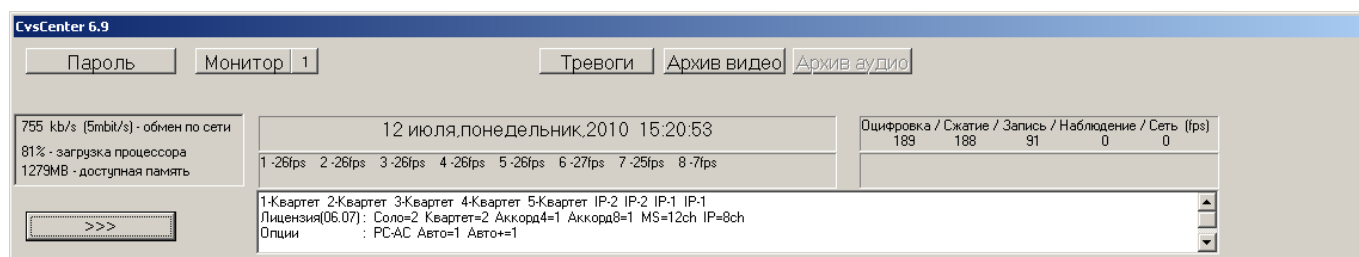 CvsCenter 6.9
Пароль Монитор 1 Тревоги Архив видео Архив аудио
755 kb/s (5mbit/s) - обмен по сети
81% - загрузка процессора
1279MB - доступная память
12 июля,понедельник,2010 15:20:53
1 -26fps 2 -26fps 3 -26fps 4 -26fps 5 -26fps 6 -27fps 7 -25fps 8 -7fps
Оцифровка / Сжатие / Запись / Наблюдение / Сеть (fps)
189 188 91 0 0
>>>
1-Квартет 2-Квартет 3-Квартет 4-Квартет 5-Квартет IP-2 IP-2 IP-1 IP-1
Лицензия(06.07) : Соло=2 Квартет=2 Аккорд4=1 Аккорд8=1 MS=12ch IP=8ch
Опции : PC-AC Авто=1 Авто+=1